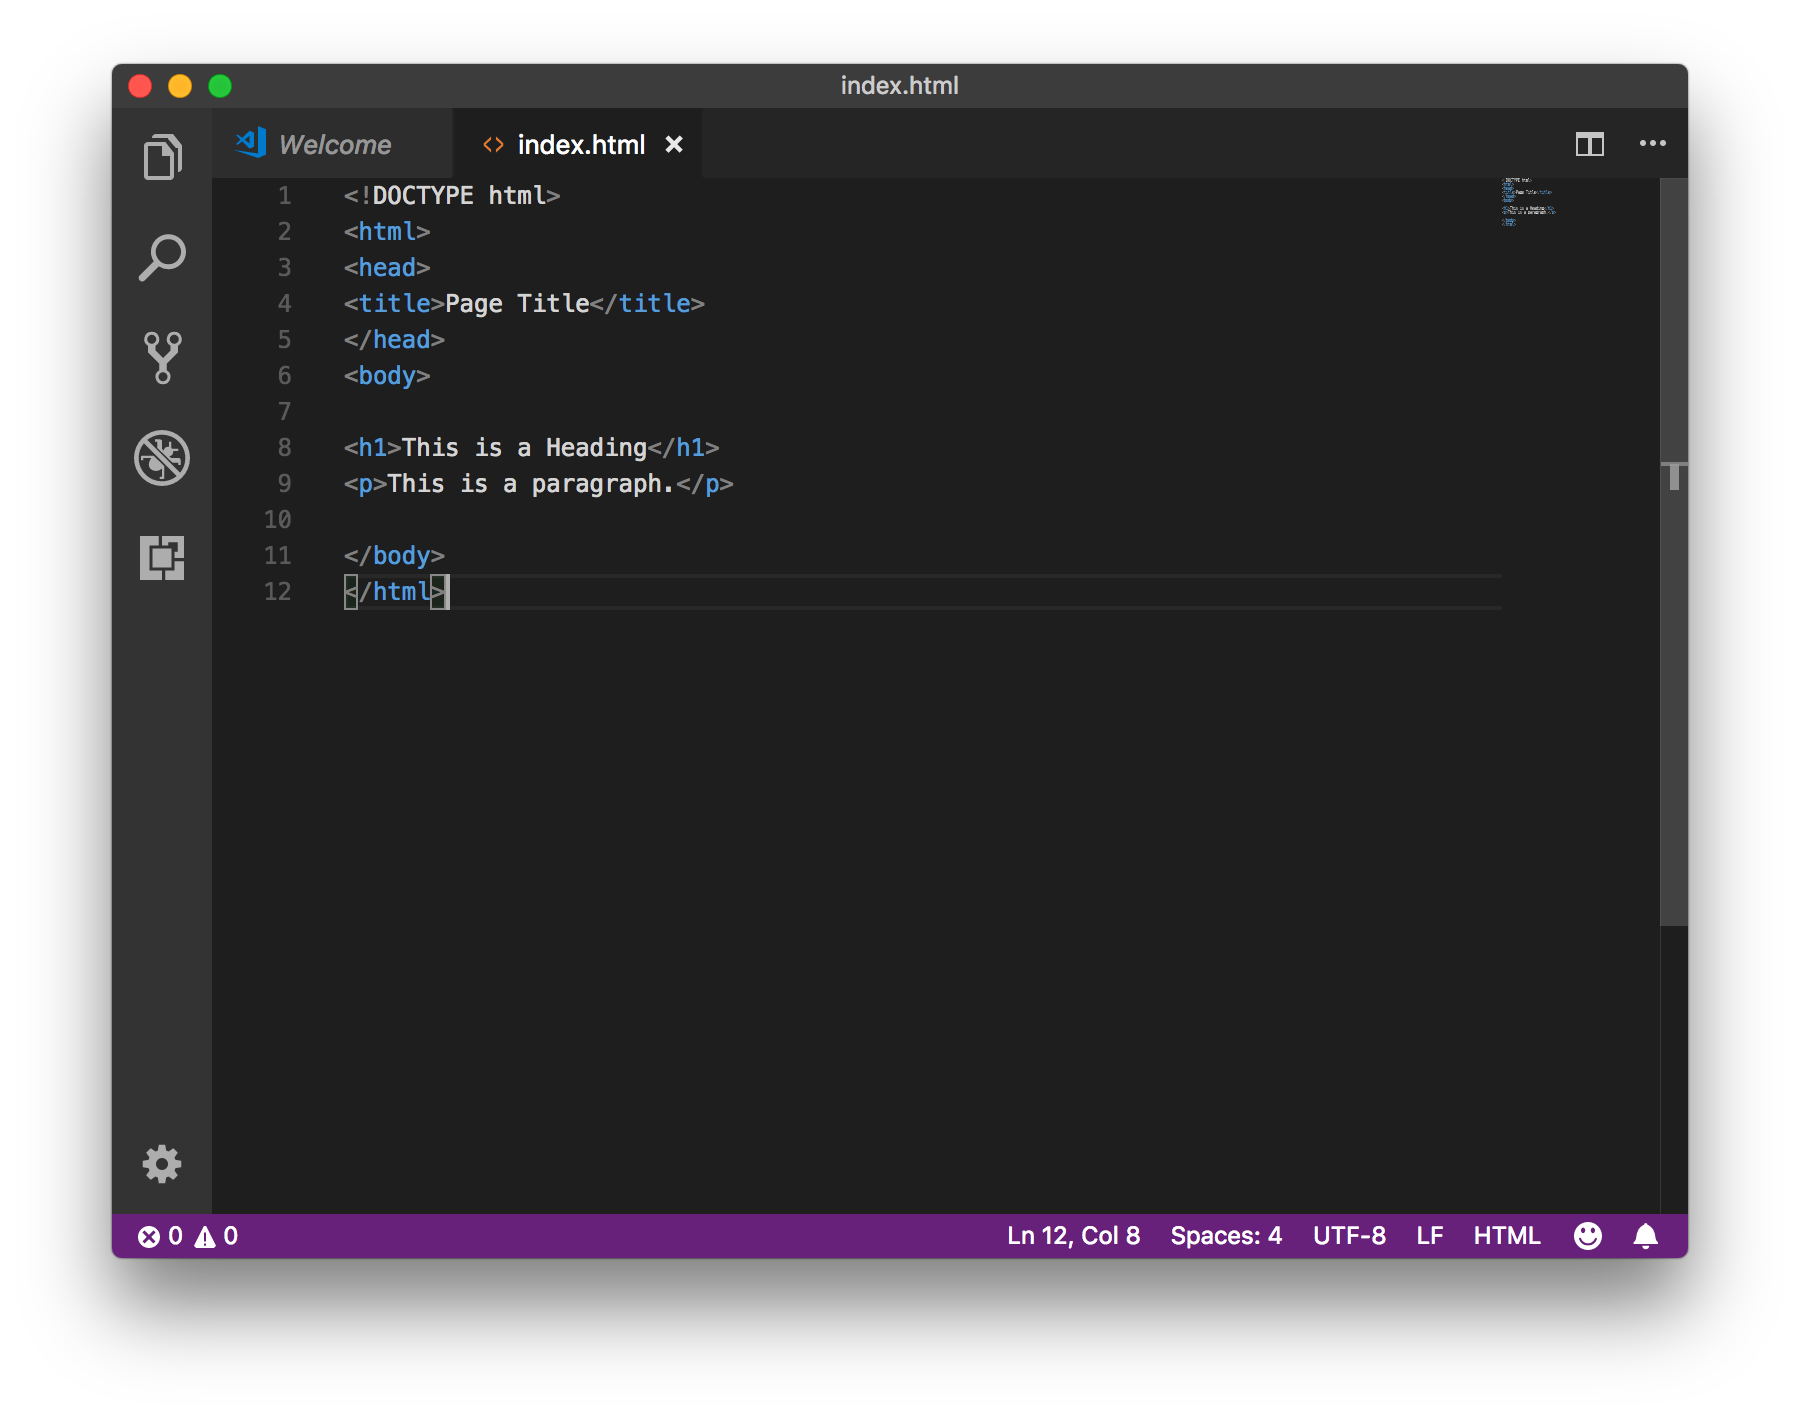 index.html
Welcome
<> index.html ×
1 <!DOCTYPE html>
2 <html>
3 <head>
4 <title>Page Title</title>
5 </head>
6 <body>
7
8 <h1>This is a Heading</h1>
9 <p>This is a paragraph.</p>
10
11 </body>
12 </html>
0 0 Ln 12, Col 8 Spaces: 4 UTF-8 LF HTML